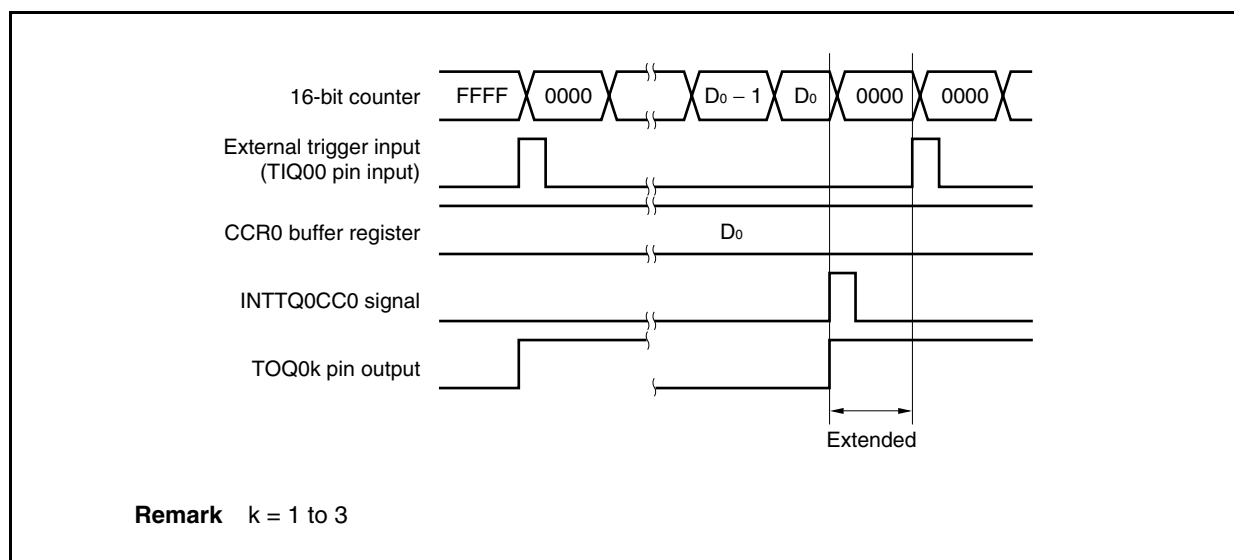 16-bit counter FFFF 0000 D0 − 1 D0 0000 0000
External trigger input
(TIQ00 pin input)
CCR0 buffer register D0
INTTQ0CC0 signal
TOQ0k pin output
Extended
Remark k = 1 to 3